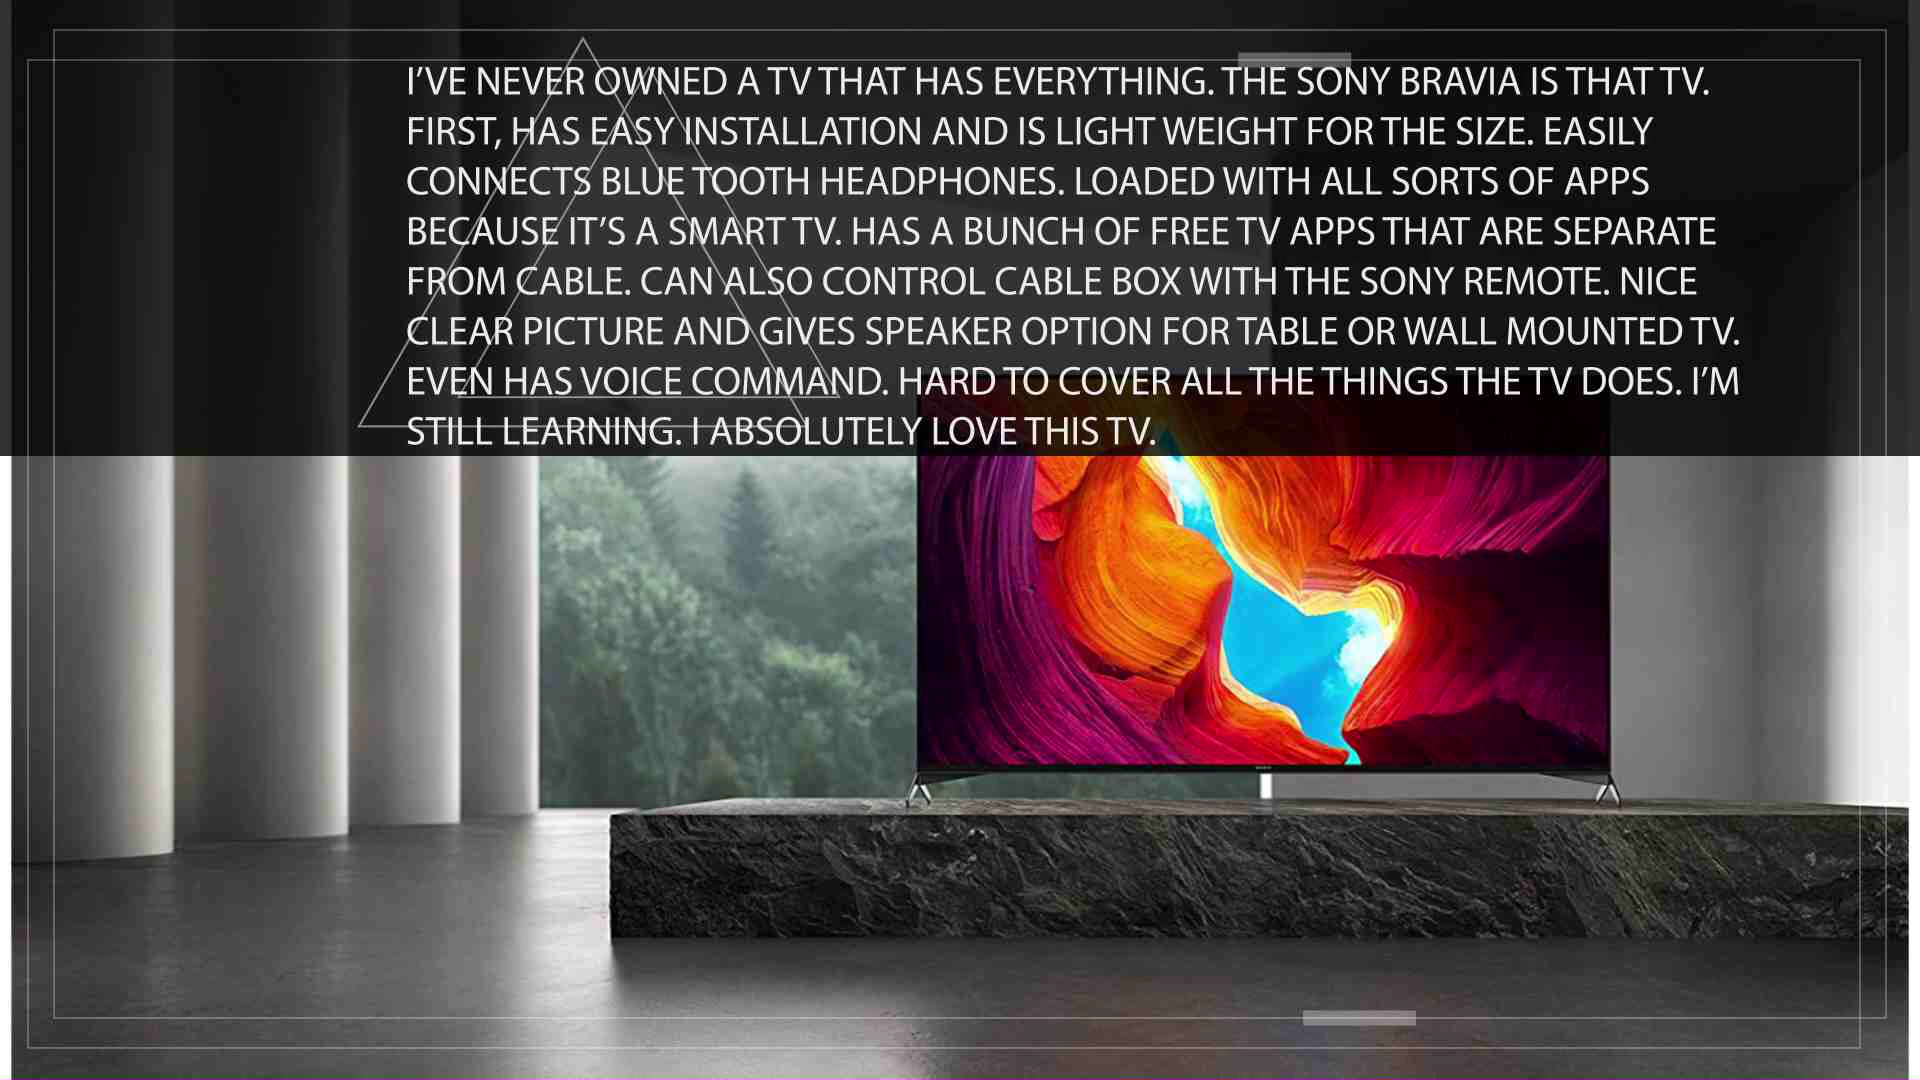 I’VE NEVER OWNED A TV THAT HAS EVERYTHING. THE SONY BRAVIA IS THAT TV.
FIRST, HAS EASY INSTALLATION AND IS LIGHT WEIGHT FOR THE SIZE. EASILY
CONNECTS BLUE TOOTH HEADPHONES. LOADED WITH ALL SORTS OF APPS
BECAUSE IT’S A SMART TV. HAS A BUNCH OF FREE TV APPS THAT ARE SEPARATE
FROM CABLE. CAN ALSO CONTROL CABLE BOX WITH THE SONY REMOTE. NICE
CLEAR PICTURE AND GIVES SPEAKER OPTION FOR TABLE OR WALL MOUNTED TV.
EVEN HAS VOICE COMMAND. HARD TO COVER ALL THE THINGS THE TV DOES. I’M
STILL LEARNING. I ABSOLUTELY LOVE THIS TV.